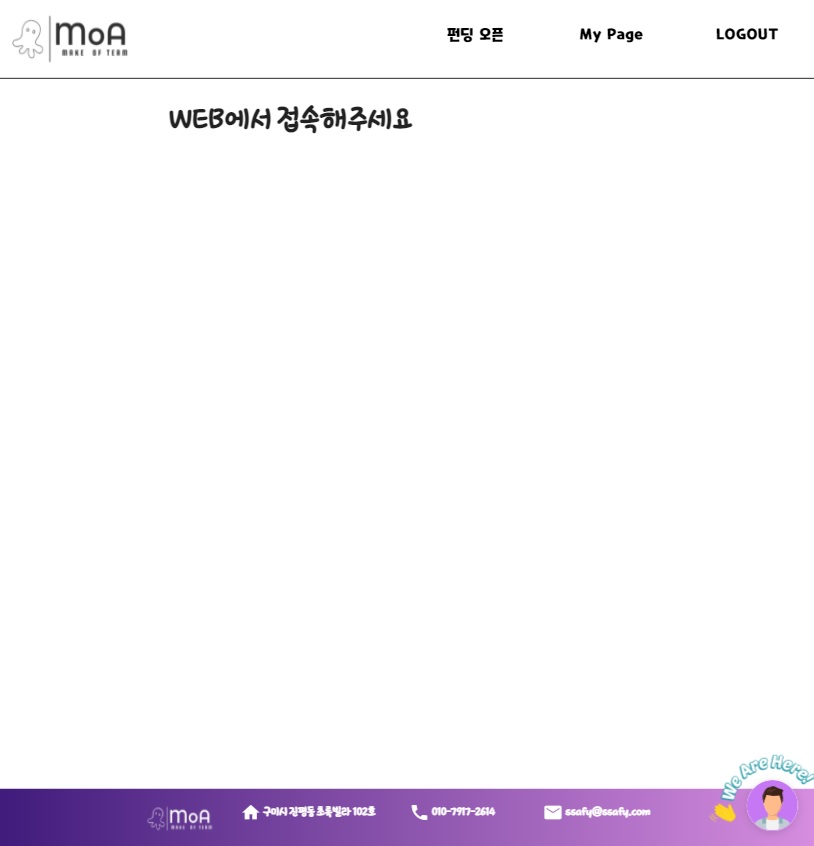 MoA
MAKE OF TEAM
펀딩 오픈
My Page
LOGOUT
WEB에서 접속해주세요
We Are Here!
MoA
MAKE OF TEAM
구미시 진평동 초록빌라 102호
010-7917-2614
ssafy@ssafy.com